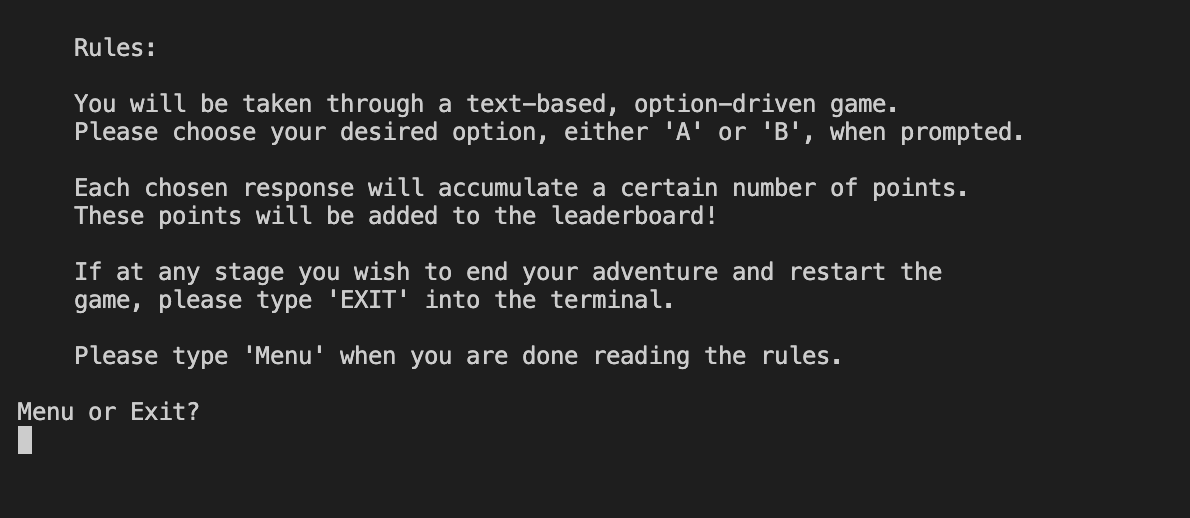 Rules:
You will be taken through a text-based, option-driven game.
Please choose your desired option, either 'A' or 'B', when prompted.
Each chosen response will accumulate a certain number of points.
These points will be added to the leaderboard!
If at any stage you wish to end your adventure and restart the
game, please type 'EXIT' into the terminal.
Please type 'Menu' when you are done reading the rules.
Menu or Exit?